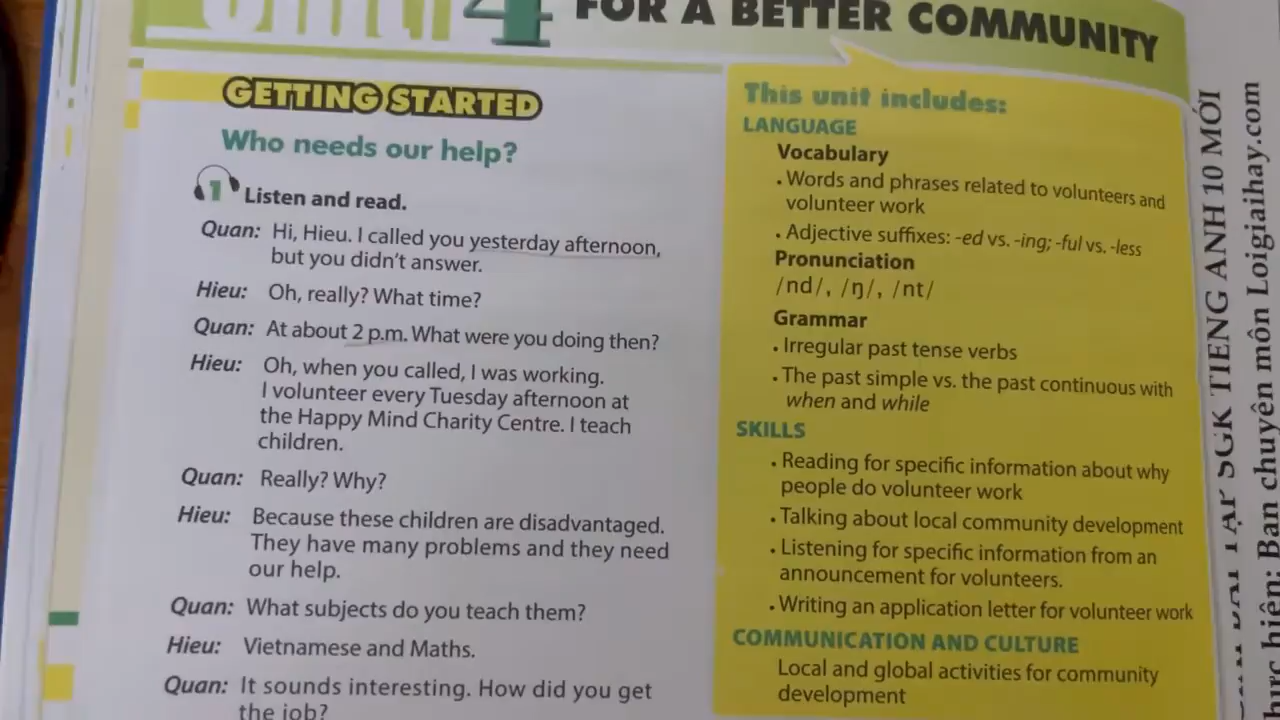 Unit 4 FOR A BETTER COMMUNITY
GETTING STARTED
Who needs our help?
1 Listen and read.
Quan: Hi, Hieu. I called you yesterday afternoon,
but you didn't answer.
Hieu: Oh, really? What time?
Quan: At about 2 p.m. What were you doing then?
Hieu: Oh, when you called, I was working.
I volunteer every Tuesday afternoon at
the Happy Mind Charity Centre. I teach
children.
Quan: Really? Why?
Hieu: Because these children are disadvantaged.
They have many problems and they need
our help.
Quan: What subjects do you teach them?
Hieu: Vietnamese and Maths.
Quan: It sounds interesting. How did you get
the job?
This unit includes:
LANGUAGE
Vocabulary
• Words and phrases related to volunteers and
volunteer work
• Adjective suffixes: -ed vs. -ing; -ful vs. -less
Pronunciation
/nd/, /ŋ/, /nt/
Grammar
• Irregular past tense verbs
• The past simple vs. the past continuous with
when and while
SKILLS
• Reading for specific information about why
people do volunteer work
• Talking about local community development
• Listening for specific information from an
announcement for volunteers.
• Writing an application letter for volunteer work
COMMUNICATION AND CULTURE
Local and global activities for community
development
TẬP SGK TIẾNG ANH 10 MỚI
hiện: Ban chuyên môn Loigiaihay.com